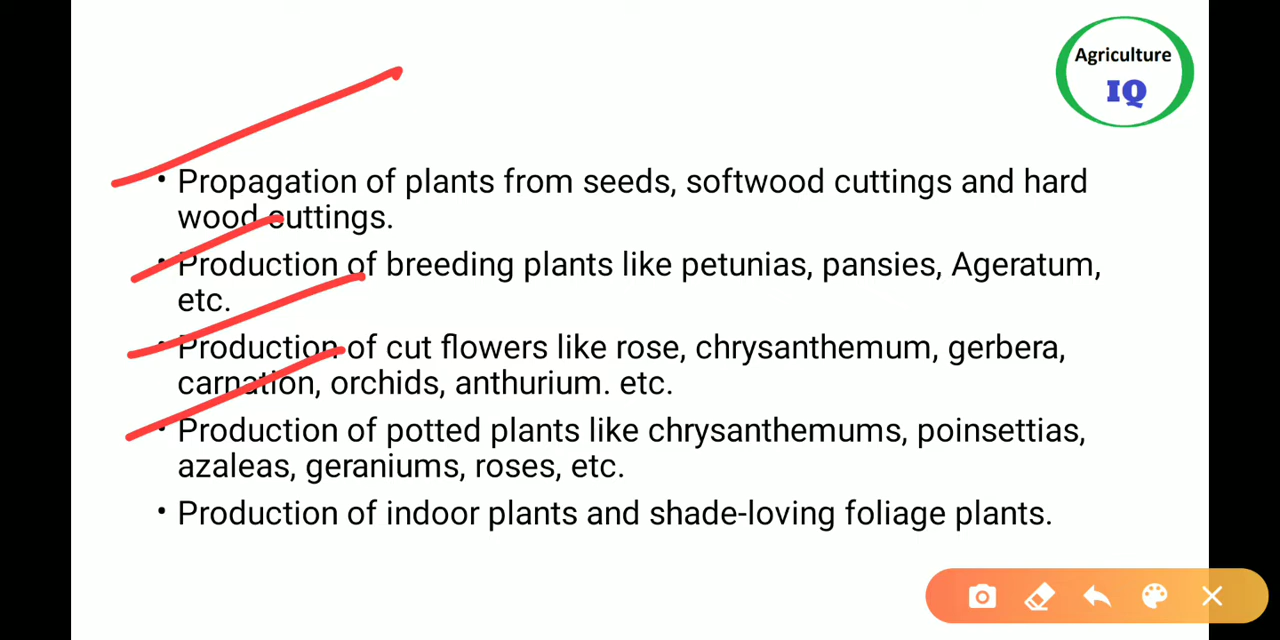 Agriculture
IQ
• Propagation of plants from seeds, softwood cuttings and hard
wood cuttings.
• Production of breeding plants like petunias, pansies, Ageratum,
etc.
• Production of cut flowers like rose, chrysanthemum, gerbera,
carnation, orchids, anthurium. etc.
• Production of potted plants like chrysanthemums, poinsettias,
azaleas, geraniums, roses, etc.
• Production of indoor plants and shade-loving foliage plants.